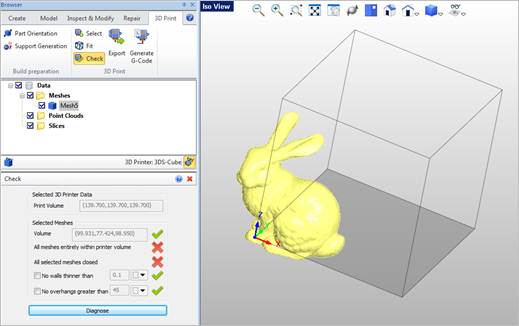 Browser
Create Model Inspect & Modify Repair 3D Print
Part Orientation
Support Generation
Select
Fit
Check
Export
Generate
G-Code
Build preparation
3D Print
Data
Meshes
Mesh5
Point Clouds
Slices
3D Printer: 3DS-Cube
Check
Selected 3D Printer Data
Print Volume (139.700,139.700,139.700)
Selected Meshes
Volume (99.931,77.424,98.950)
All meshes entirely within printer volume
All selected meshes closed
No walls thinner than 0.1
No overhangs greater than 45
Diagnose
Iso View
Z
Y
X